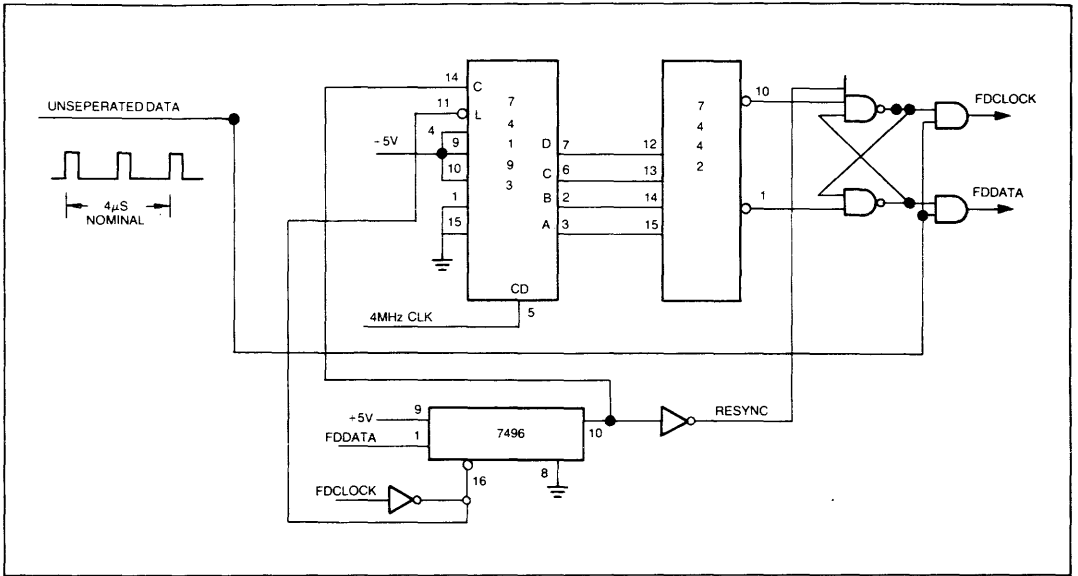 UNSEPERATED DATA
4μS
NOMINAL
14
C
11
L
4
- 5V
9
10
1
15
7
4
1
9
3
D
7
C
6
B
2
A
3
CD
5
4MHz CLK
12
13
14
15
7
4
4
2
10
1
FDCLOCK
FDDATA
+5V
9
FDDATA
1
7496
10
RESYNC
16
8
FDCLOCK